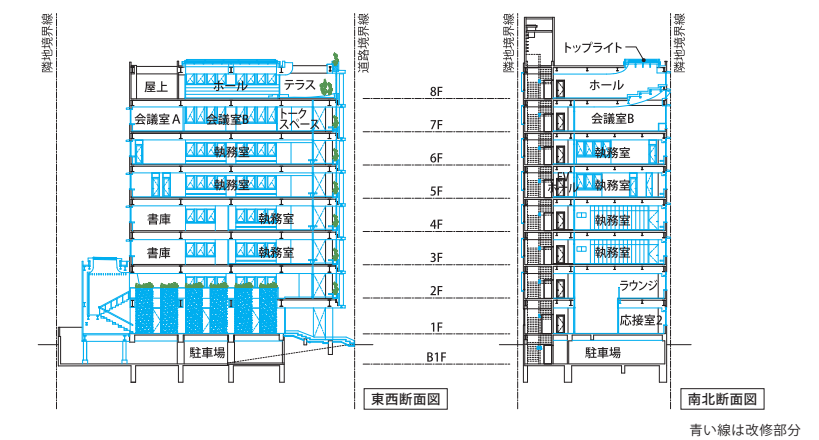 隣地境界線
道路境界線
隣地境界線
隣地境界線
トップライト
屋上
ホール
テラス
8F
ホール
会議室A
会議室B
トーク
スペース
7F
会議室B
執務室
6F
執務室
執務室
5F
EV
ホール
執務室
書庫
執務室
4F
執務室
書庫
執務室
3F
執務室
2F
ラウンジ
1F
応接室2
駐車場
B1F
駐車場
東西断面図
南北断面図
青い線は改修部分